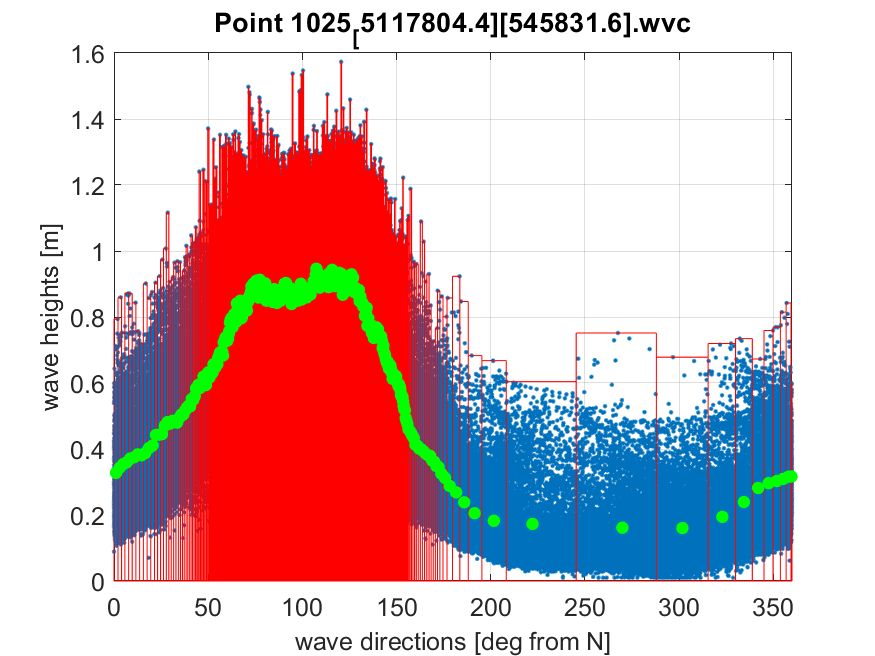 Point 1025[5117804.4][545831.6].wvc
1.6
1.4
1.2
1
0.8
0.6
0.4
0.2
0
wave heights [m]
0 50 100 150 200 250 300 350
wave directions [deg from N]